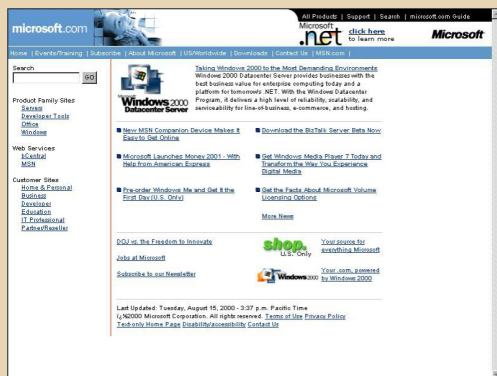 All Products | Support | Search | microsoft.com Guide
microsoft.com
Microsoft
.net
click here
to learn more
Microsoft
Home | Events/Training | Subscribe | About Microsoft | US/Worldwide | Downloads | Contact Us | MSN.com |
Search
GO
Product Family Sites
Servers
Developer Tools
Office
Windows
Web Services
bCentral
MSN
Customer Sites
Home & Personal
Business
Developer
Education
IT Professional
Partner/Reseller
Microsoft
Windows 2000
Datacenter Server
Taking Windows 2000 to the Most Demanding Environments
Windows 2000 Datacenter Server provides businesses with the
best business value for enterprise computing today and a
platform for tomorrow's .NET. With the Windows Datacenter
Program, it delivers a high level of reliability, scalability, and
serviceability for line-of-business, e-commerce, and hosting.
New MSN Companion Device Makes It
Easy to Get Online
Download the BizTalk Server Beta Now
Microsoft Launches Money 2001 - With
Help from American Express
Get Windows Media Player 7 Today and
Transform the Way You Experience
Digital Media
Pre-order Windows Me and Get It the
First Day (U.S. Only)
Get the Facts About Microsoft Volume
Licensing Options
More News
DOJ vs. the Freedom to Innovate
Jobs at Microsoft
Subscribe to our Newsletter
shop.
U.S. Only
Your source for
everything Microsoft
Windows 2000
Your .com, powered
by Windows 2000
Last Updated: Tuesday, August 15, 2000 - 3:37 p.m. Pacific Time
ï¿½2000 Microsoft Corporation. All rights reserved. Terms of Use Privacy Policy
Text-only Home Page Disability/accessibility Contact Us